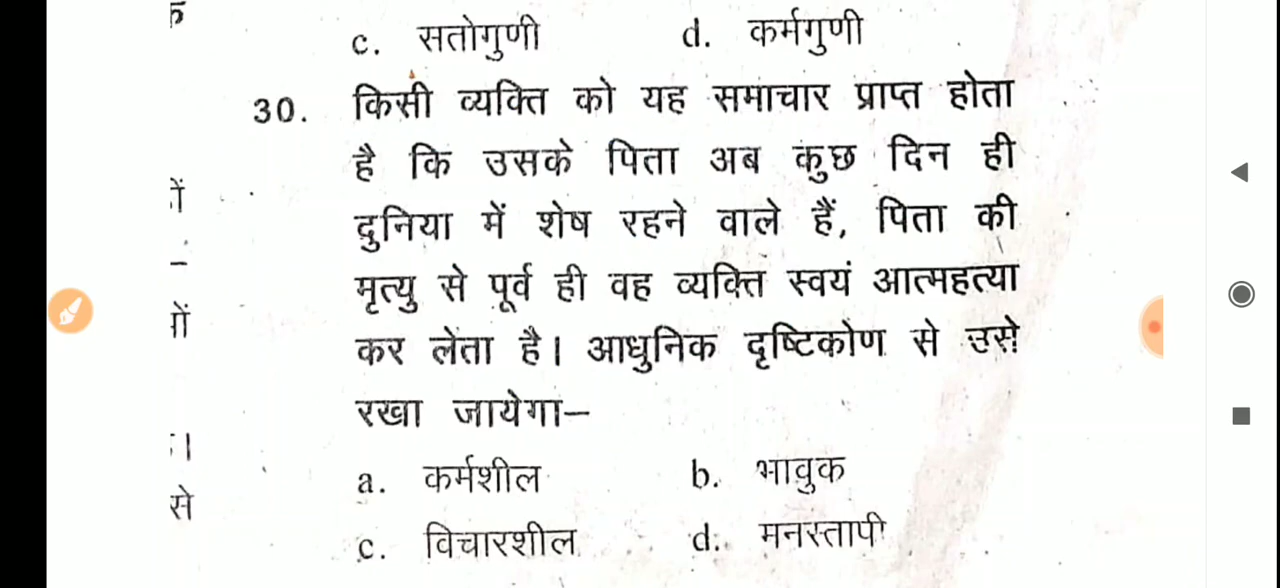 c. सतोगुणी d. कर्मगुणी
30. किसी व्यक्ति को यह समाचार प्राप्त होता
है कि उसके पिता अब कुछ दिन ही
दुनिया में शेष रहने वाले हैं, पिता की
मृत्यु से पूर्व ही वह व्यक्ति स्वयं आत्महत्या
कर लेता है। आधुनिक दृष्टिकोण से उसे
रखा जायेगा–
a. कर्मशील b. भावुक
c. विचारशील d. मनस्तापी
से